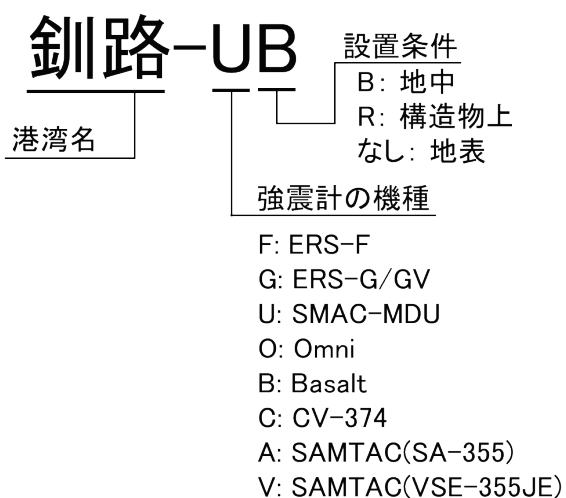 釧路-UB
設置条件
B: 地中
R: 構造物上
なし: 地表
港湾名
強震計の機種
F: ERS-F
G: ERS-G/GV
U: SMAC-MDU
O: Omni
B: Basalt
C: CV-374
A: SAMTAC(SA-355)
V: SAMTAC(VSE-355JE)